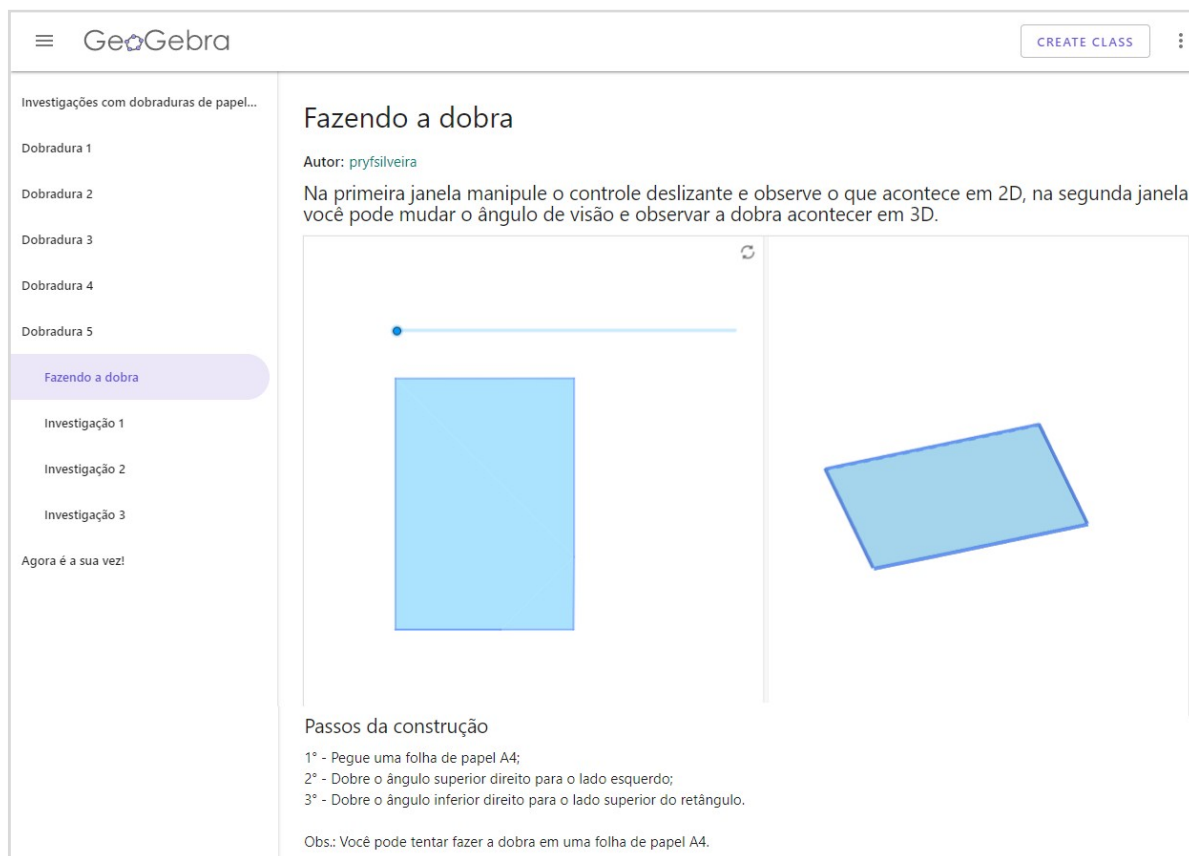 GeoGebra
CREATE CLASS
Investigações com dobraduras de papel...
Dobradura 1
Dobradura 2
Dobradura 3
Dobradura 4
Dobradura 5
Fazendo a dobra
Investigação 1
Investigação 2
Investigação 3
Agora é a sua vez!
Fazendo a dobra
Autor: pryfsilveira
Na primeira janela manipule o controle deslizante e observe o que acontece em 2D, na segunda janela
você pode mudar o ângulo de visão e observar a dobra acontecer em 3D.
Passos da construção
1° - Pegue uma folha de papel A4;
2° - Dobre o ângulo superior direito para o lado esquerdo;
3° - Dobre o ângulo inferior direito para o lado superior do retângulo.
Obs.: Você pode tentar fazer a dobra em uma folha de papel A4.